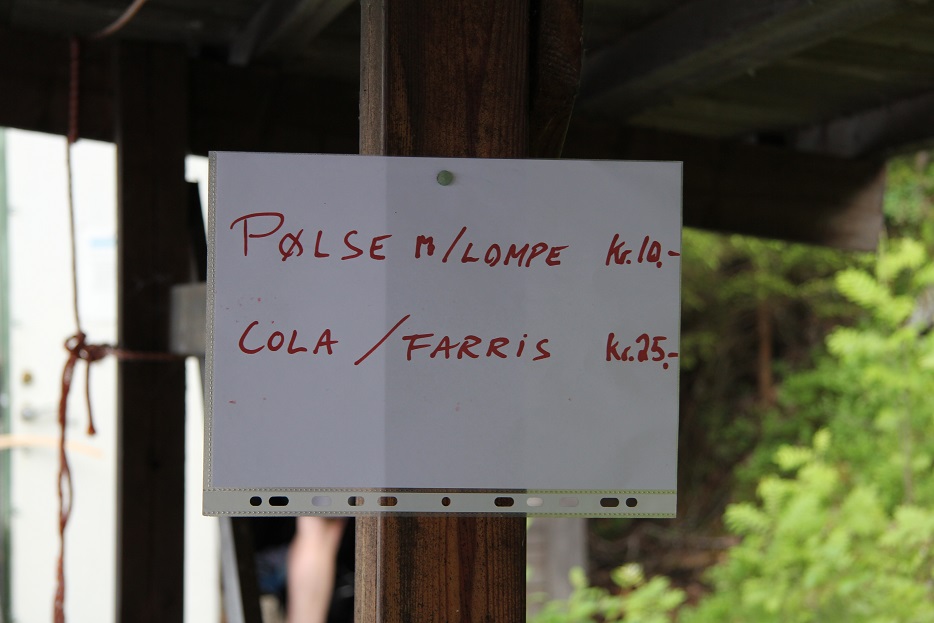 PØLSE m/LOMPE kr.10,-
COLA / FARRIS kr.25,-